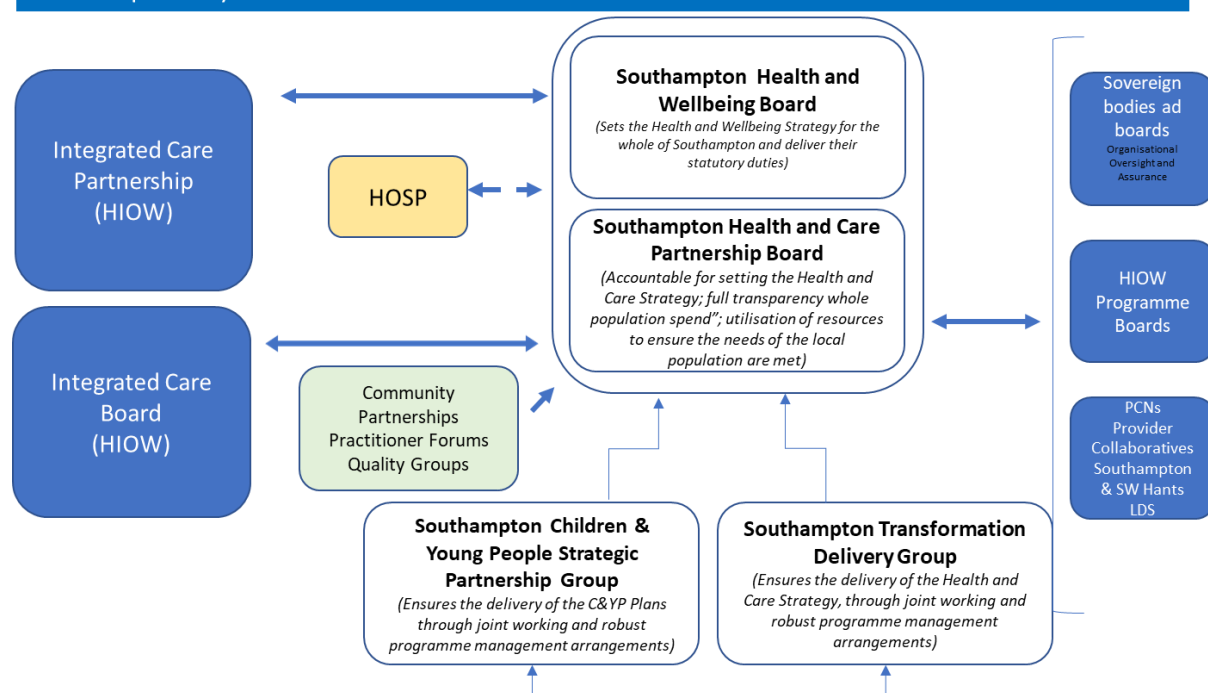 Southampton Health and
Wellbeing Board
(Sets the Health and Wellbeing Strategy for the
whole of Southampton and deliver their
statutory duties)
Integrated Care
Partnership
(HIOW)
HOSP
Southampton Health and Care
Partnership Board
(Accountable for setting the Health and
Care Strategy; full transparency whole
population spend”; utilisation of resources
to ensure the needs of the local
population are met)
Integrated Care
Board
(HIOW)
Community
Partnerships
Practitioner Forums
Quality Groups
Sovereign
bodies ad
boards
Organisational
Oversight and
Assurance
HIOW
Programme
Boards
PCNs
Provider
Collaboratives
Southampton
& SW Hants
LDS
Southampton Children &
Young People Strategic
Partnership Group
(Ensures the delivery of the C&YP Plans
through joint working and robust
programme management arrangements)
Southampton Transformation
Delivery Group
(Ensures the delivery of the Health and
Care Strategy, through joint working and
robust programme management
arrangements)